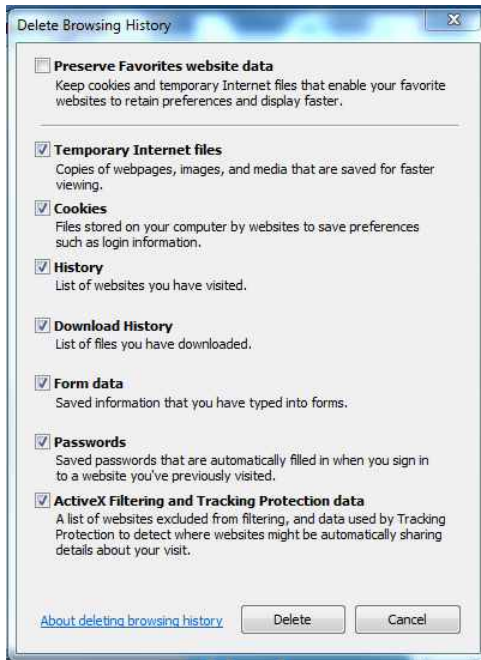 Delete Browsing History
Preserve Favorites website data
Keep cookies and temporary Internet files that enable your favorite
websites to retain preferences and display faster.
Temporary Internet files
Copies of webpages, images, and media that are saved for faster
viewing.
Cookies
Files stored on your computer by websites to save preferences
such as login information.
History
List of websites you have visited.
Download History
List of files you have downloaded.
Form data
Saved information that you have typed into forms.
Passwords
Saved passwords that are automatically filled in when you sign in
to a website you've previously visited.
ActiveX Filtering and Tracking Protection data
A list of websites excluded from filtering, and data used by Tracking
Protection to detect where websites might be automatically sharing
details about your visit.
About deleting browsing history Delete Cancel